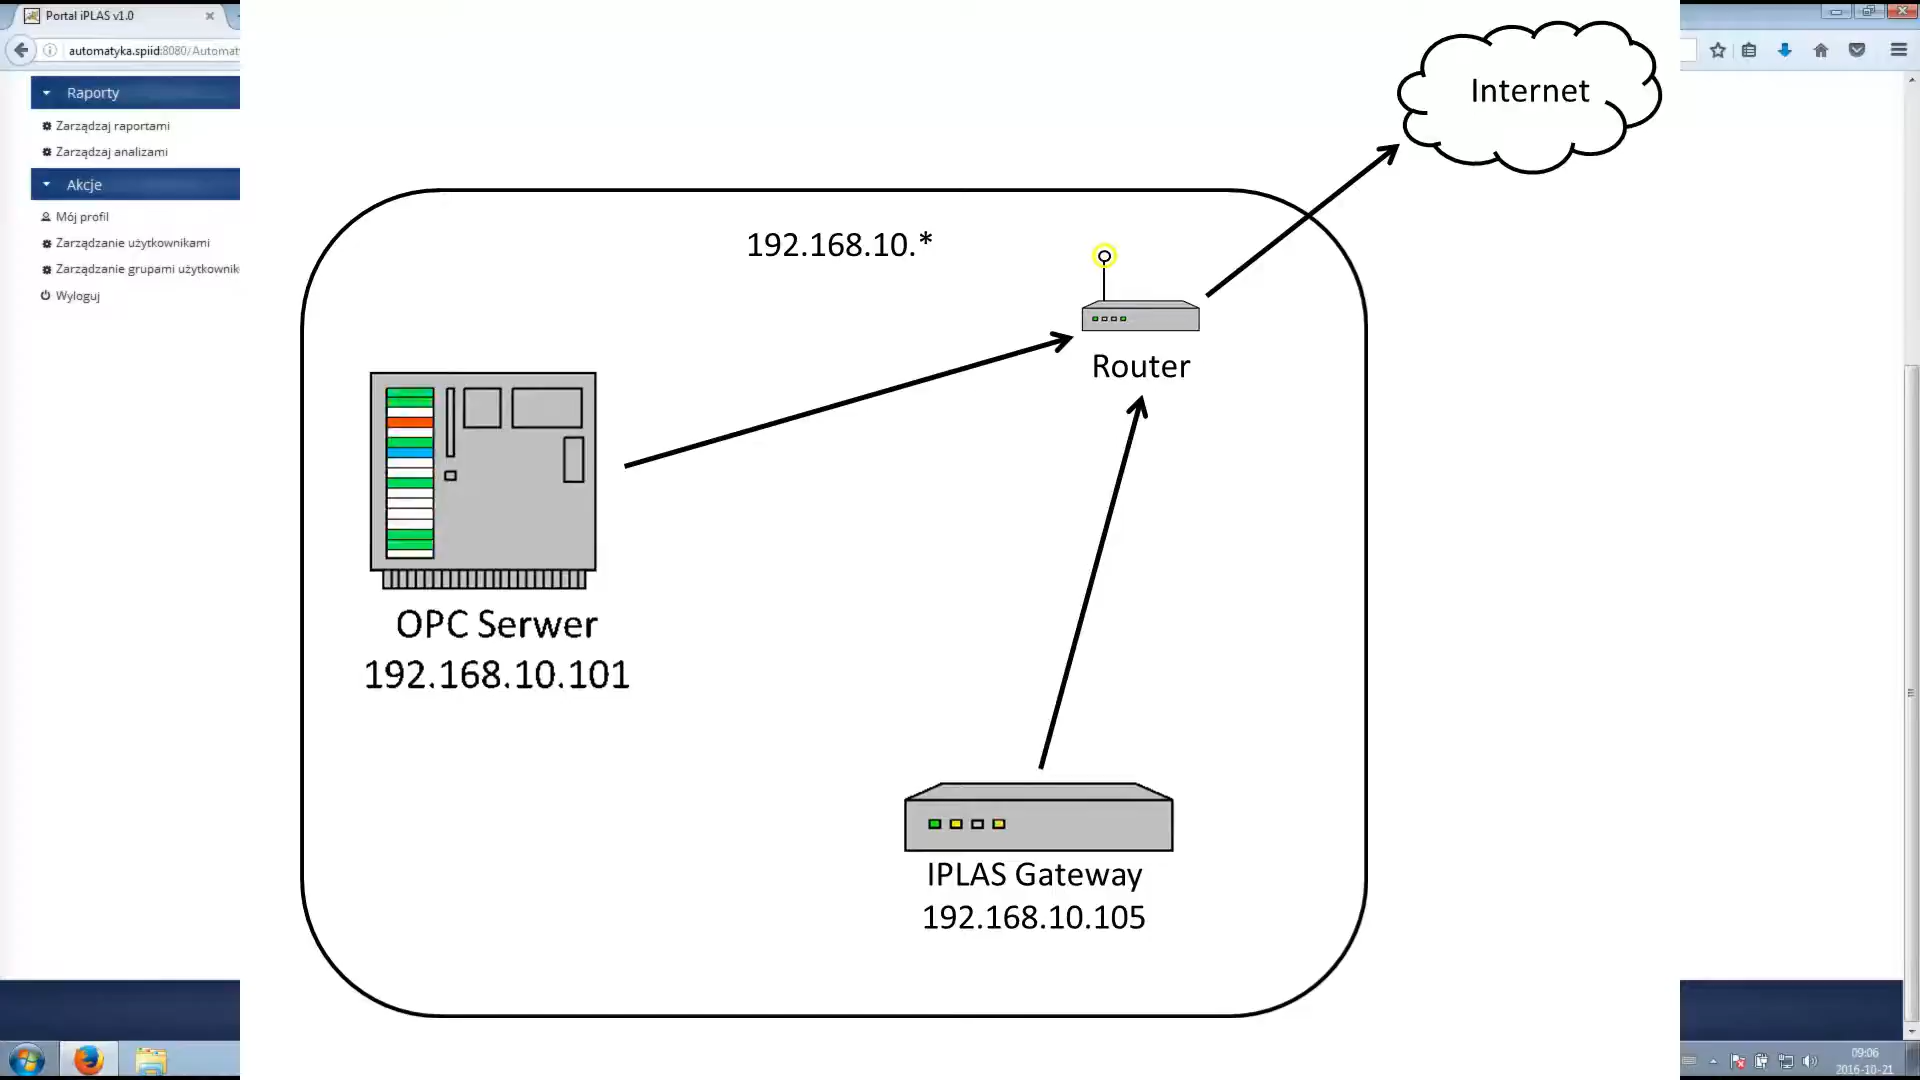 Portal iPLAS v1.0
automatyka.spiid:8080/Automat
Raporty
Zarządzaj raportami
Zarządzaj analizami
Akcje
Mój profil
Zarządzanie użytkownikami
Zarządzanie grupami użytkownik
Wyloguj
Internet
192.168.10.*
Router
OPC Serwer
192.168.10.101
IPLAS Gateway
192.168.10.105
09:06
2016-10-21